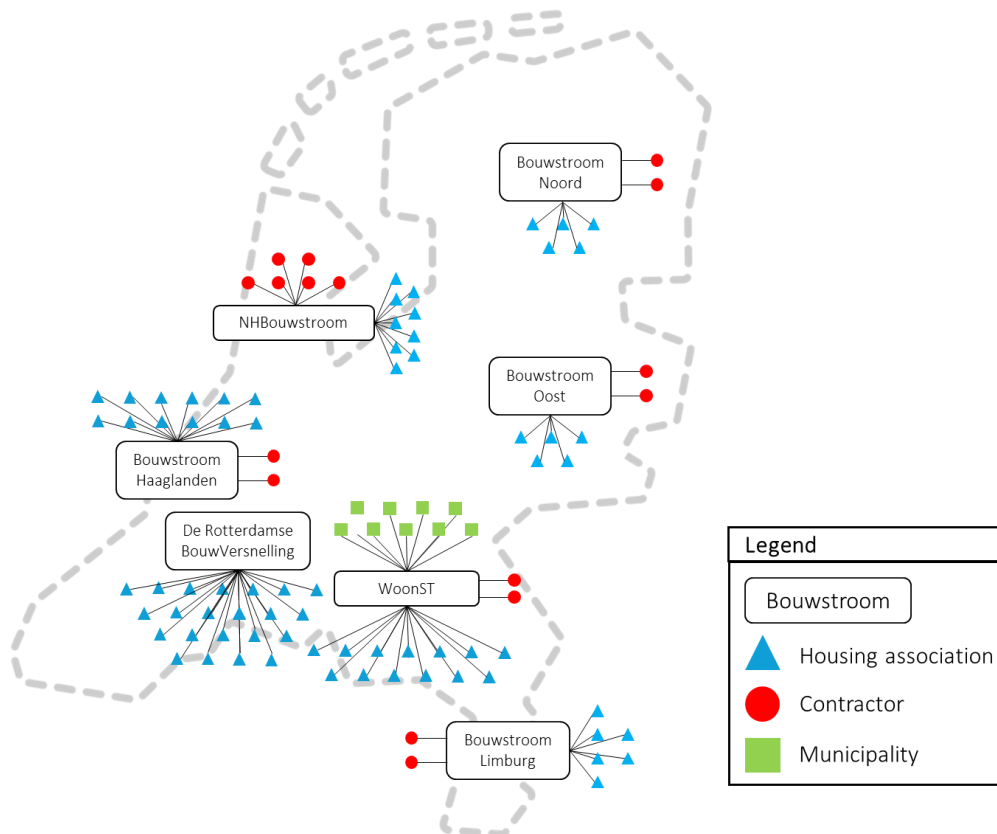 Bouwstroom
Noord
NHBouwstroom
Bouwstroom
Oost
Bouwstroom
Haaglanden
De Rotterdamse
BouwVersnelling
WoonST
Bouwstroom
Limburg
Legend
Bouwstroom
Housing association
Contractor
Municipality